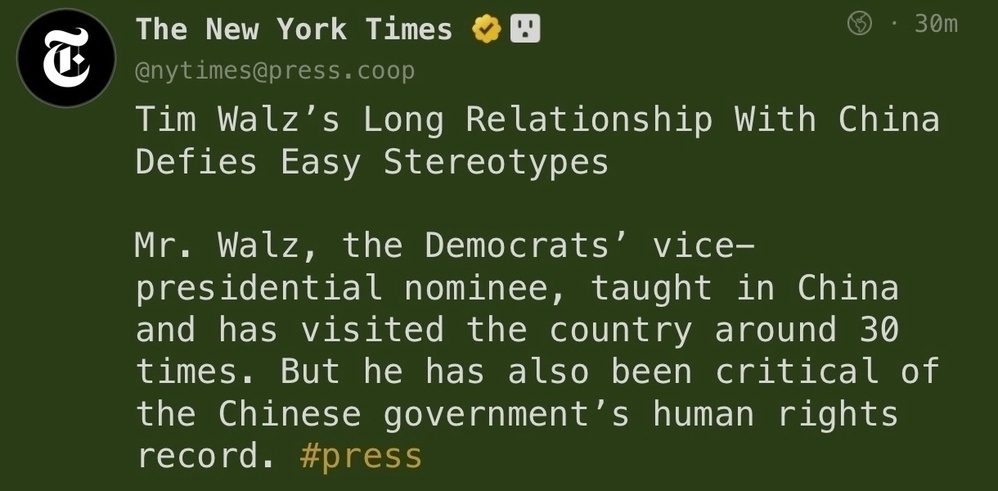 The New York Times
30m
@nytimes@press.coop
Tim Walz’s Long Relationship With China
Defies Easy Stereotypes
Mr. Walz, the Democrats’ vice–
presidential nominee, taught in China
and has visited the country around 30
times. But he has also been critical of
the Chinese government’s human rights
record. #press